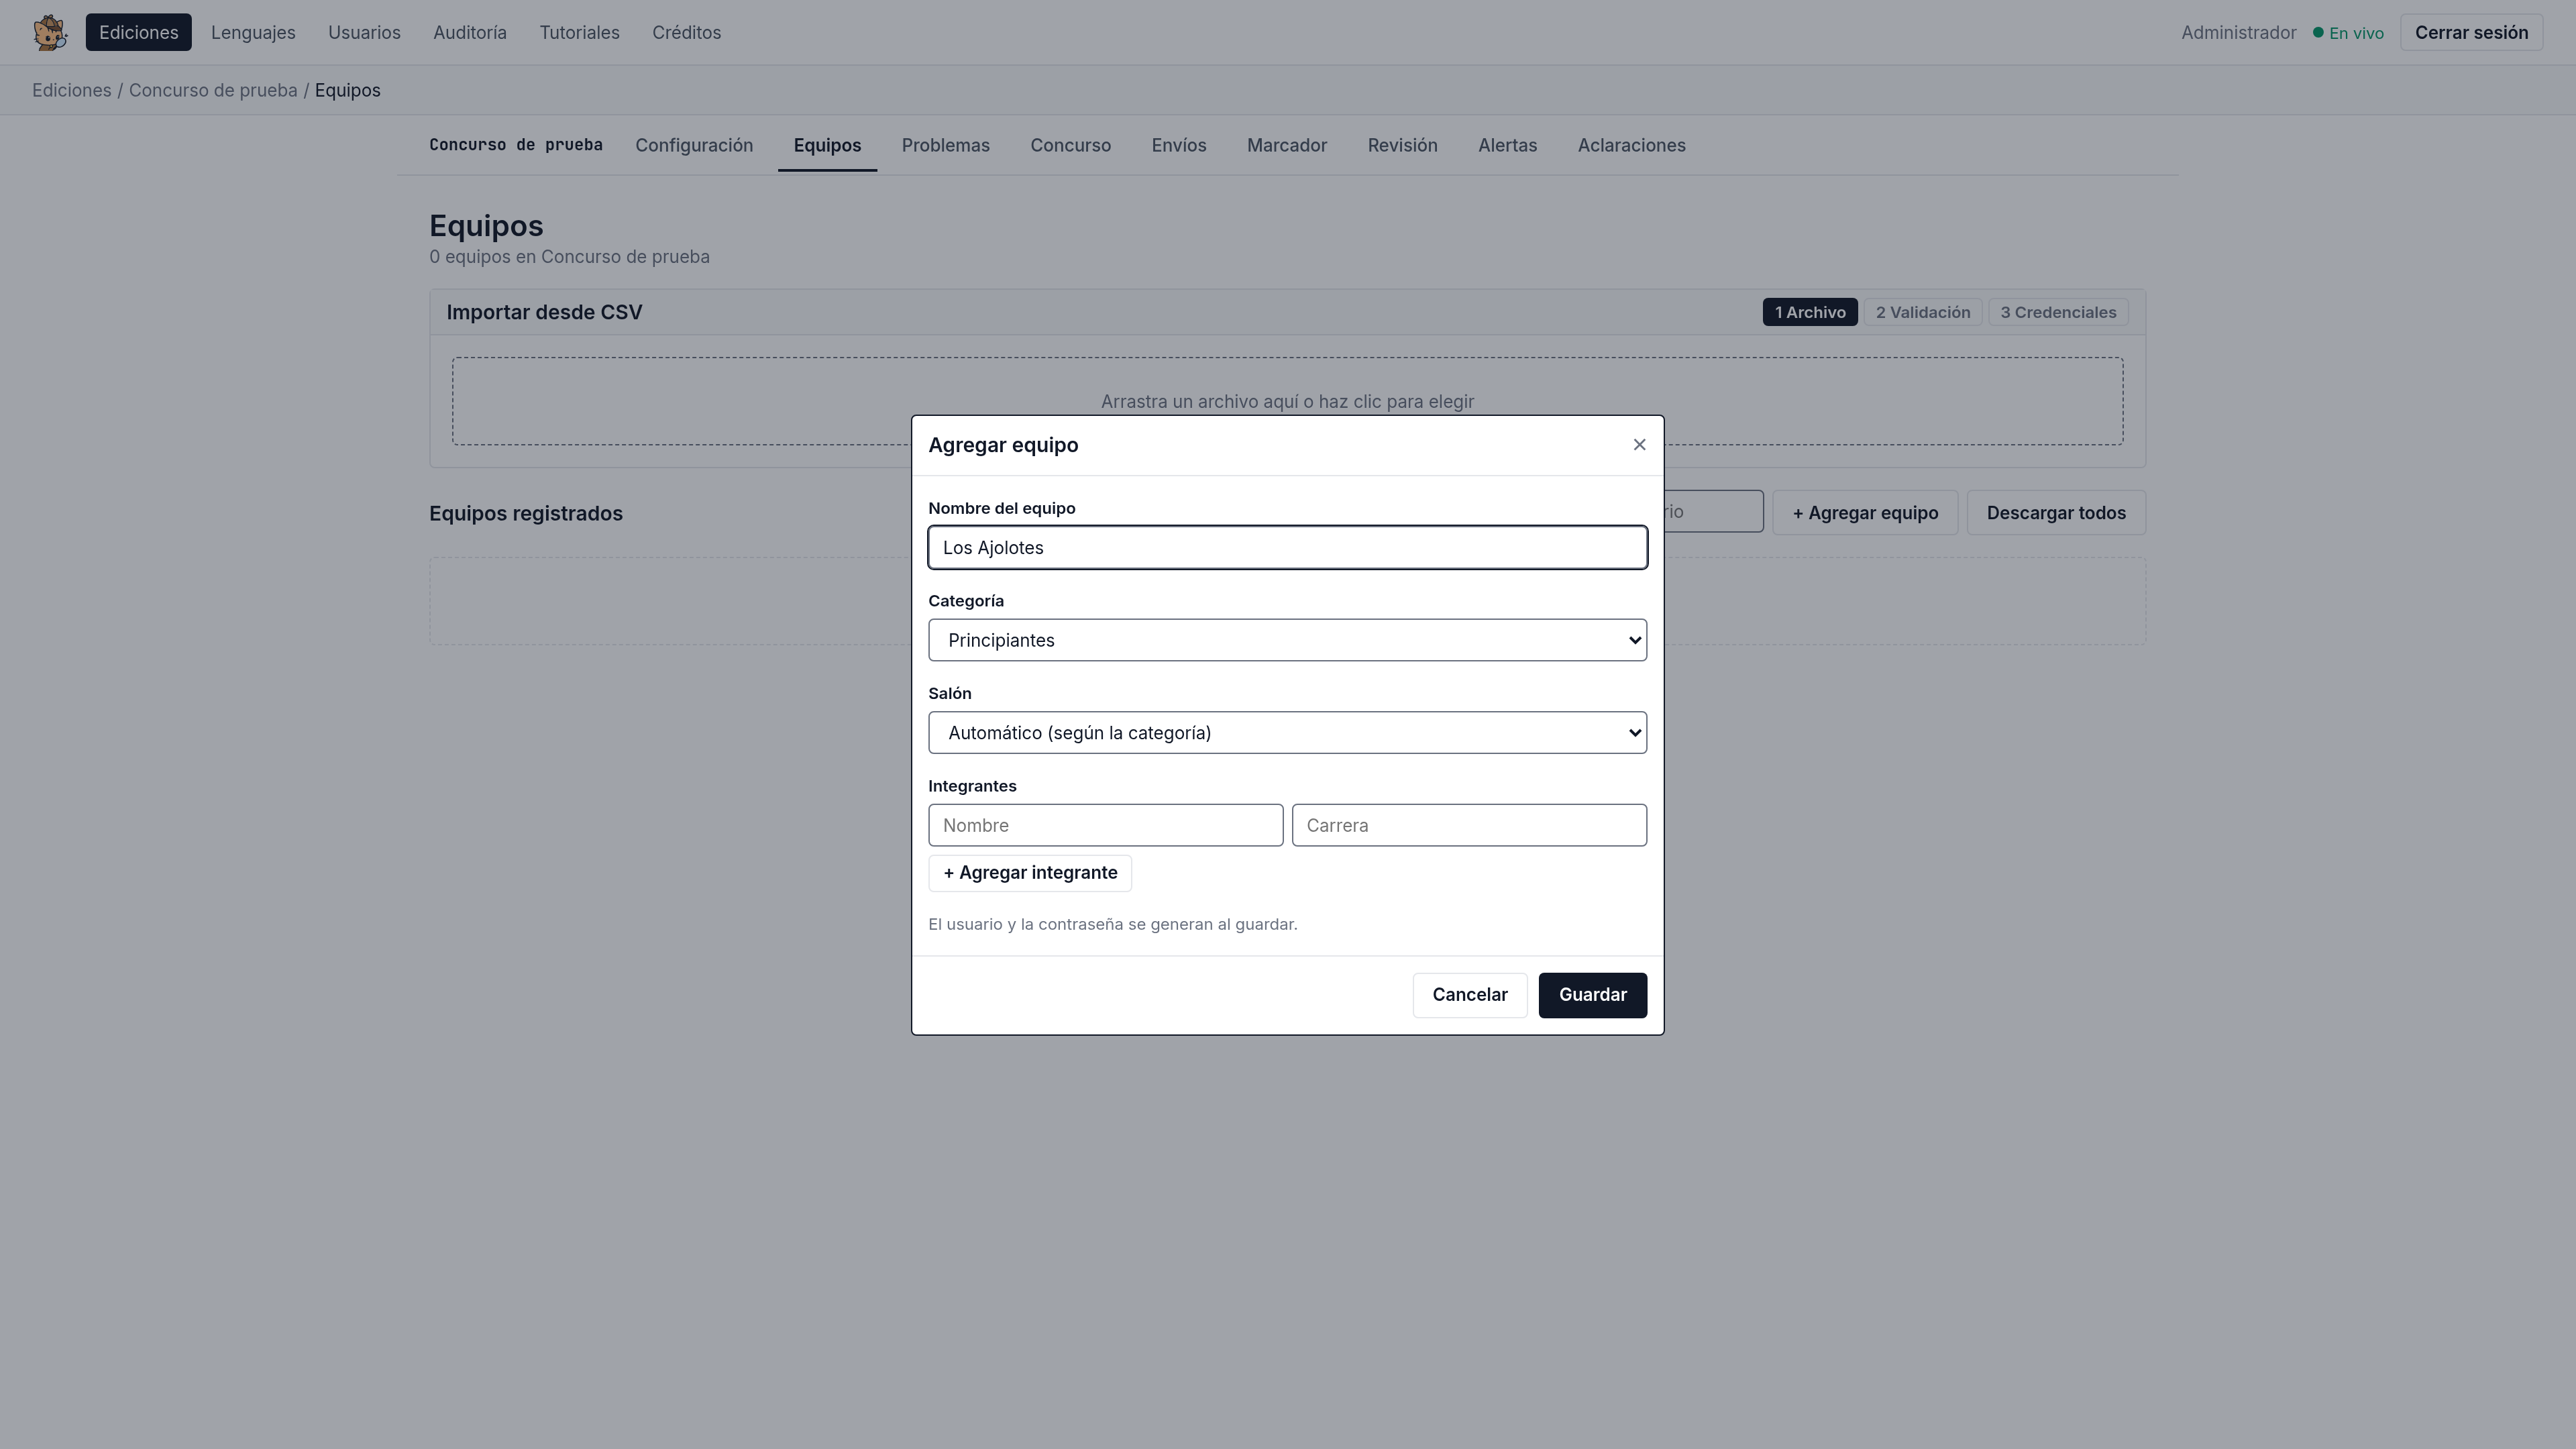 Ediciones Lenguajes Usuarios Auditoría Tutoriales Créditos Administrador En vivo Cerrar sesión
Ediciones / Concurso de prueba / Equipos
Concurso de prueba Configuración Equipos Problemas Concurso Envíos Marcador Revisión Alertas Aclaraciones
Equipos
0 equipos en Concurso de prueba
Importar desde CSV 1 Archivo 2 Validación 3 Credenciales
Arrastra un archivo aquí o haz clic para elegir
Equipos registrados + Agregar equipo Descargar todos
Agregar equipo ×
Nombre del equipo
Los Ajolotes
Categoría
Principiantes
Salón
Automático (según la categoría)
Integrantes
Nombre Carrera
+ Agregar integrante
El usuario y la contraseña se generan al guardar.
Cancelar Guardar